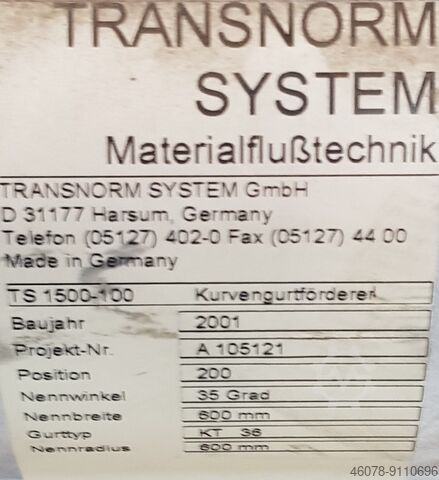 TRANSNORM
SYSTEM
Materialflußtechnik
TRANSNORM SYSTEM GmbH
D 31177 Harsum, Germany
Telefon (05127) 402-0 Fax (05127) 44 00
Made in Germany
TS 1500-100 Kurvengurtförderer
Baujahr 2001
Projekt-Nr. A 105121
Position 200
Nennwinkel 35 Grad
Nennbreite 600 mm
Gurttyp KT 36
Nennradius 600 mm
46078-9110696